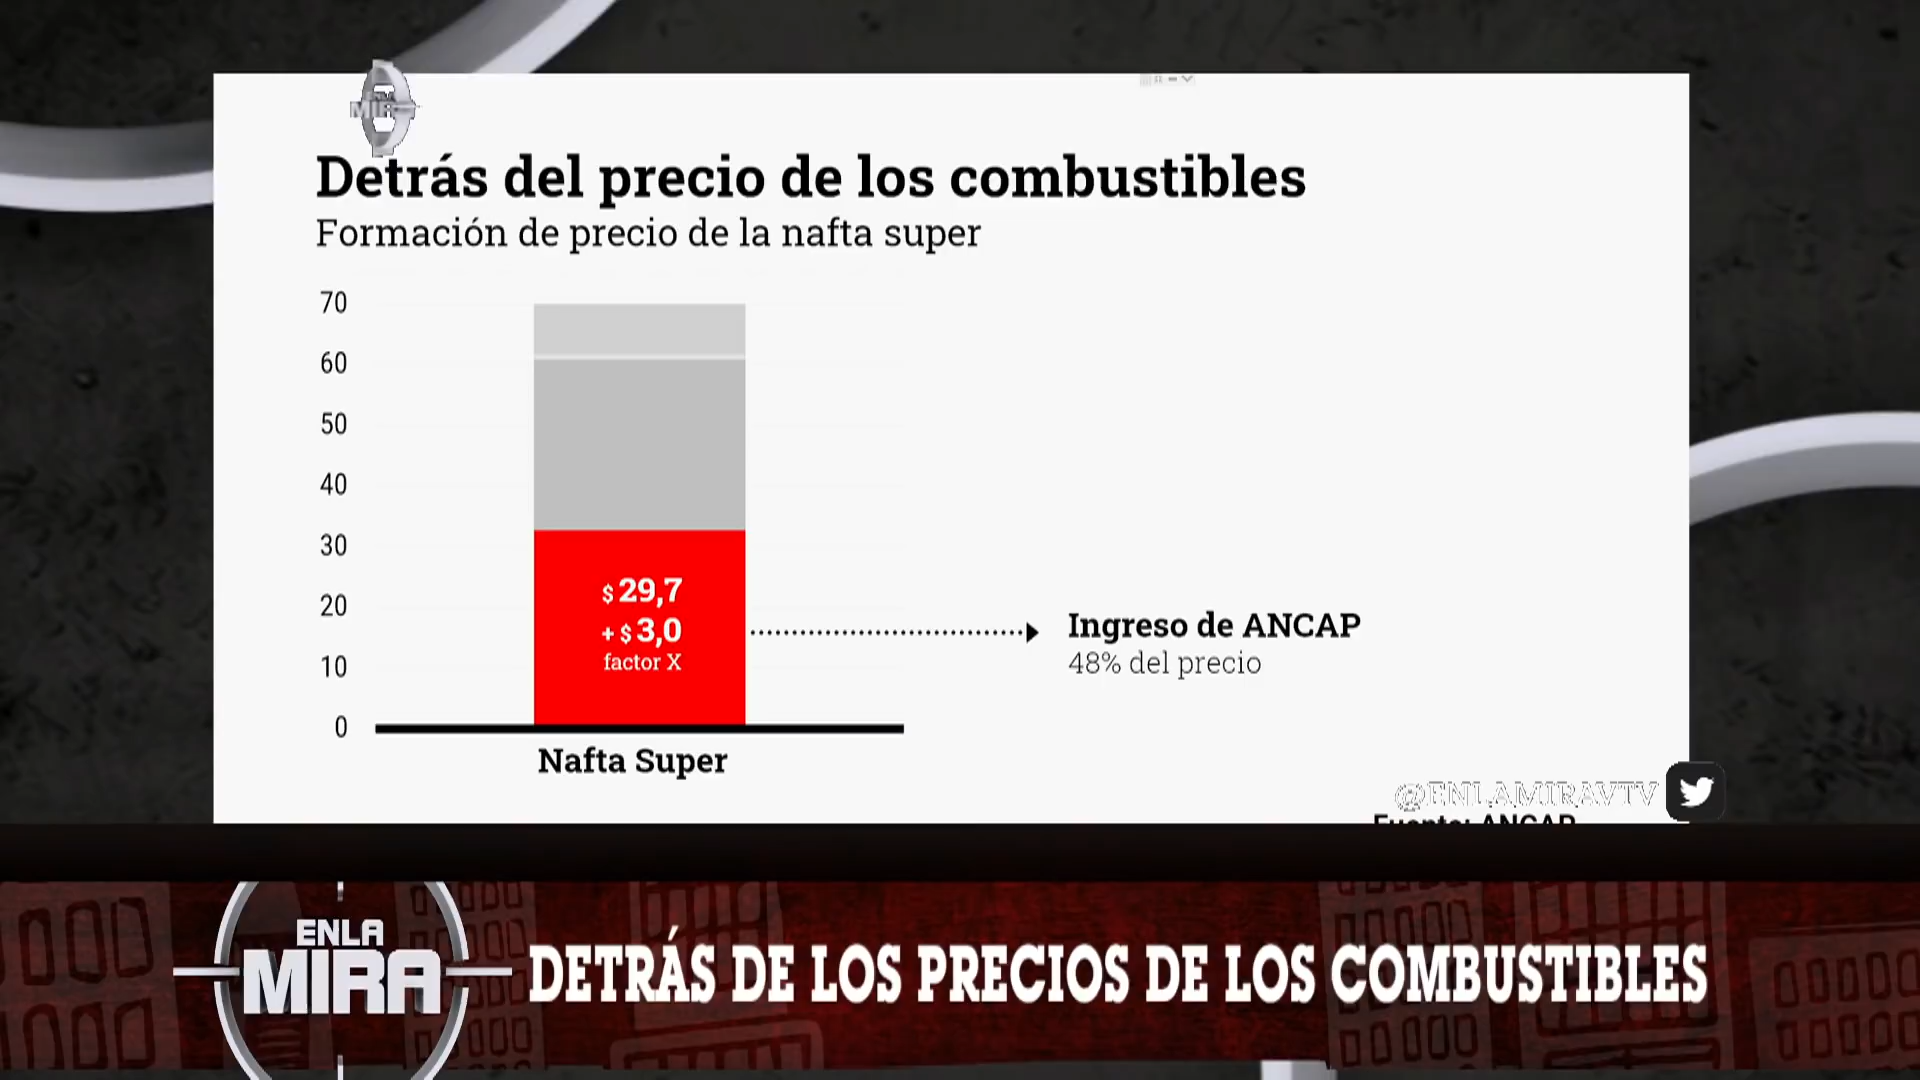 Detrás del precio de los combustibles
Formación de precio de la nafta super
70
60
50
40
30
20
10
0
$ 29,7
+ $ 3,0
factor X
Ingreso de ANCAP
48% del precio
Nafta Super
@ENLAMIRAVTV
Fuente: ANCAP
ENLA
MIRA
DETRÁS DE LOS PRECIOS DE LOS COMBUSTIBLES